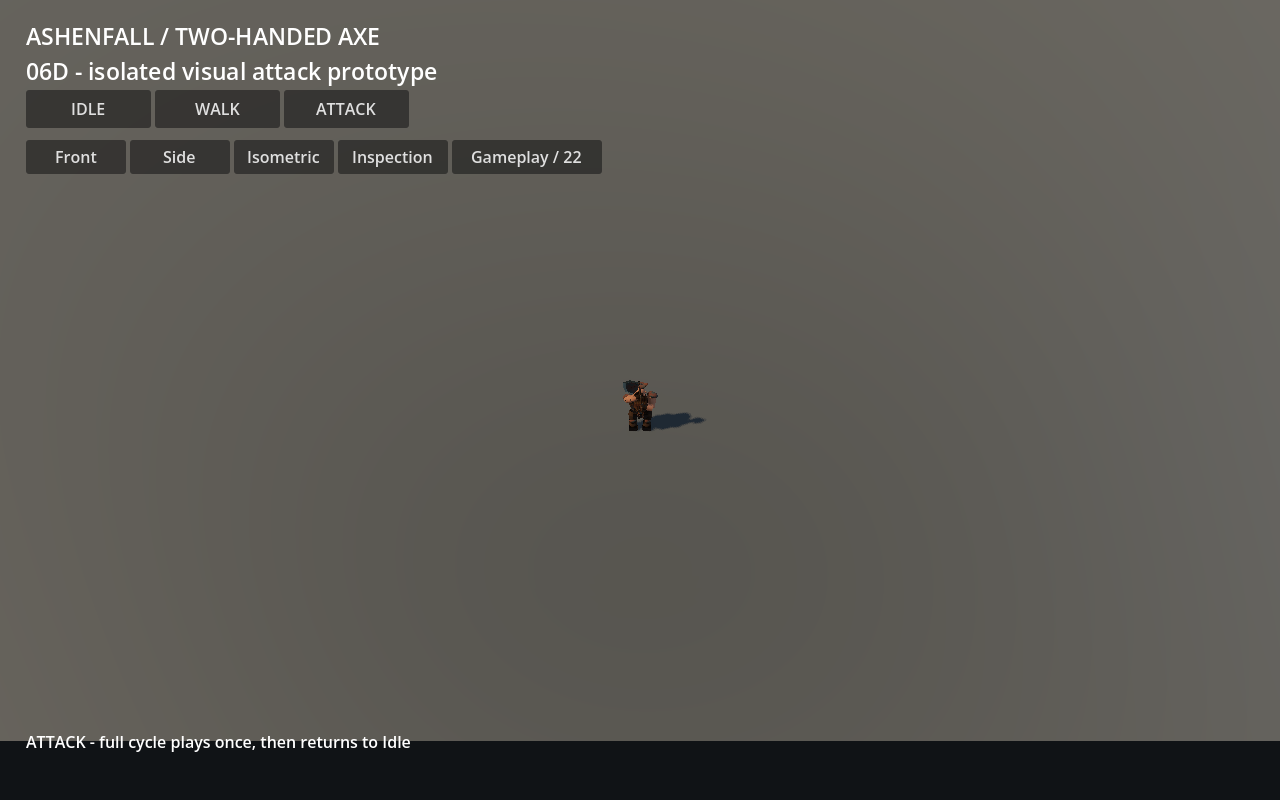 ASHENFALL / TWO-HANDED AXE
06D - isolated visual attack prototype
IDLE WALK ATTACK
Front Side Isometric Inspection Gameplay / 22
ATTACK - full cycle plays once, then returns to Idle